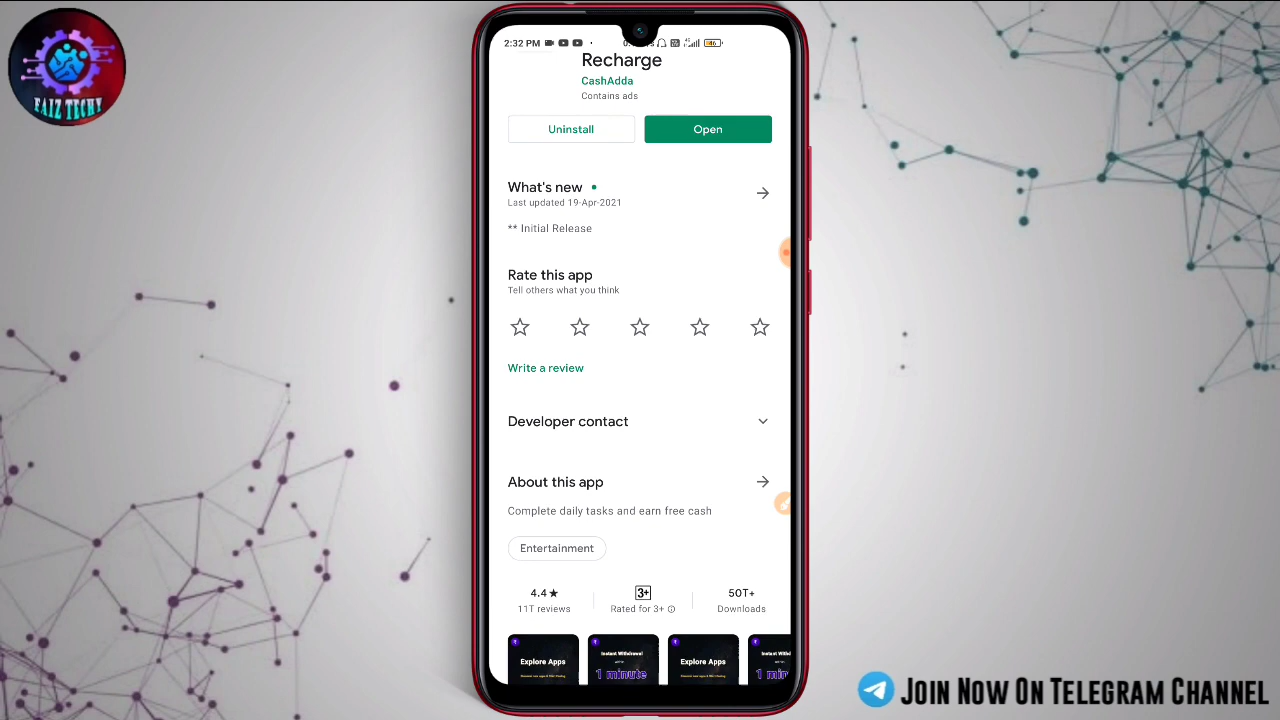 FAIZ TECHY
2:32 PM
Recharge
CashAdda
Contains ads
Uninstall
Open
What's new
Last updated 19-Apr-2021
** Initial Release
Rate this app
Tell others what you think
Write a review
Developer contact
About this app
Complete daily tasks and earn free cash
Entertainment
4.4★
3+
50T+
11T reviews
Rated for 3+
Downloads
Explore Apps
Instant Withdrawal
1 minute
Explore Apps
Join Now On Telegram Channel